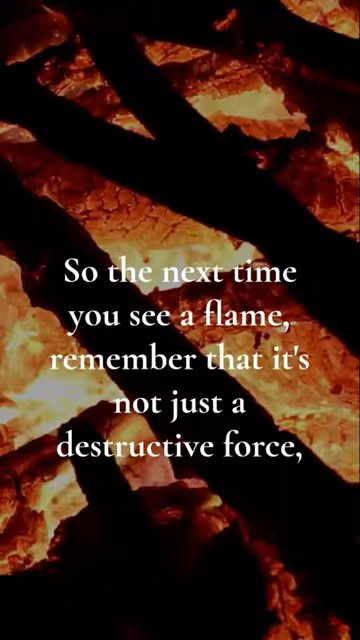 So the next time
you see a flame,
remember that it's
not just a
destructive force,